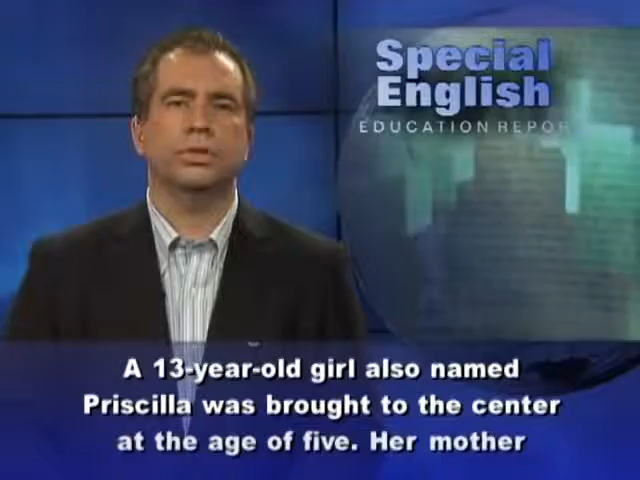 Special
English
EDUCATION REPOR
A 13-year-old girl also named
Priscilla was brought to the center
at the age of five. Her mother